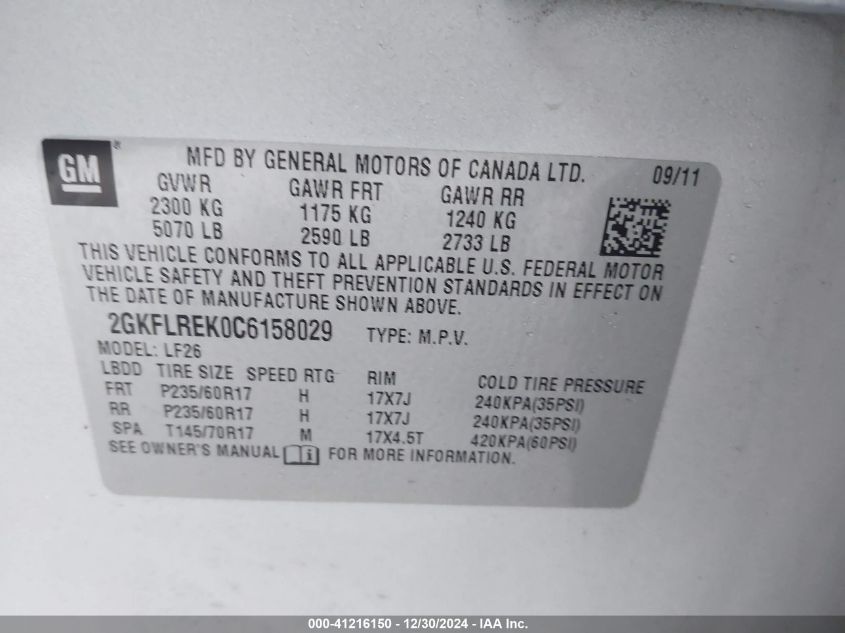 GM ®
MFD BY GENERAL MOTORS OF CANADA LTD. 09/11
GVWR GAWR FRT GAWR RR
2300 KG 1175 KG 1240 KG
5070 LB 2590 LB 2733 LB
THIS VEHICLE CONFORMS TO ALL APPLICABLE U.S. FEDERAL MOTOR
VEHICLE SAFETY AND THEFT PREVENTION STANDARDS IN EFFECT ON
THE DATE OF MANUFACTURE SHOWN ABOVE.
2GKFLREK0C6158029 TYPE: M.P.V.
MODEL: LF26
LBDD TIRE SIZE SPEED RTG RIM COLD TIRE PRESSURE
FRT P235/60R17 H 17X7J 240KPA(35PSI)
RR P235/60R17 H 17X7J 240KPA(35PSI)
SPA T145/70R17 M 17X4.5T 420KPA(60PSI)
SEE OWNER'S MANUAL FOR MORE INFORMATION.
000-41216150 - 12/30/2024 - IAA Inc.